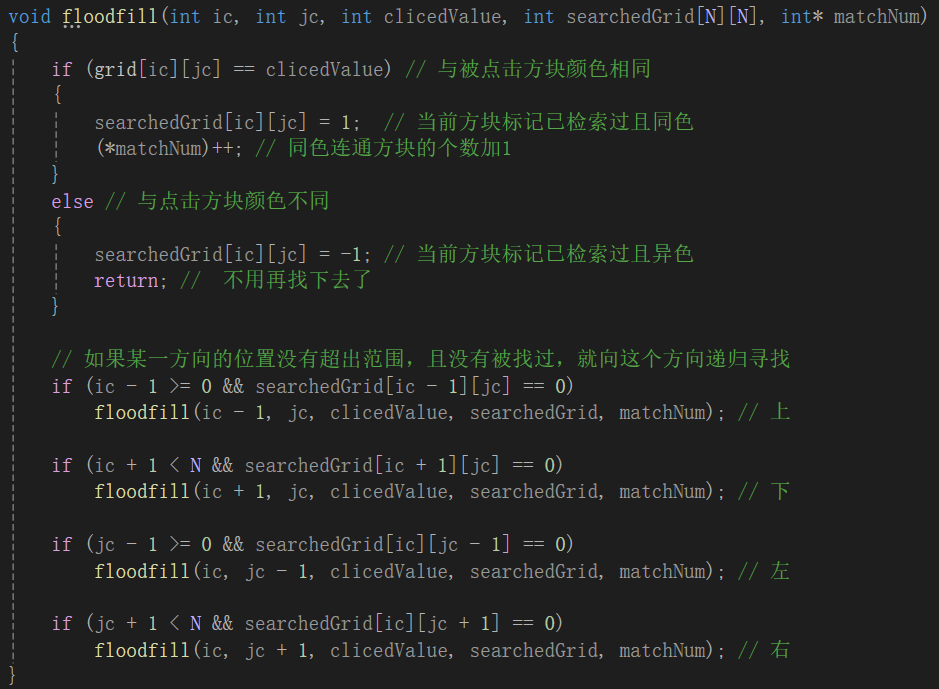 void floodfill(int ic, int jc, int clicedValue, int searchedGrid[N][N], int* matchNum)
{
    if (grid[ic][jc] == clicedValue) // 与被点击方块颜色相同
    {
        searchedGrid[ic][jc] = 1;  // 当前方块标记已检索过且同色
        (*matchNum)++; // 同色连通方块的个数加1
    }
    else // 与点击方块颜色不同
    {
        searchedGrid[ic][jc] = -1; // 当前方块标记已检索过且异色
        return; //  不用再找下去了
    }

    // 如果某一方向的位置没有超出范围，且没有被找过，就向这个方向递归寻找
    if (ic - 1 >= 0 && searchedGrid[ic - 1][jc] == 0)
        floodfill(ic - 1, jc, clicedValue, searchedGrid, matchNum); // 上

    if (ic + 1 < N && searchedGrid[ic + 1][jc] == 0)
        floodfill(ic + 1, jc, clicedValue, searchedGrid, matchNum); // 下

    if (jc - 1 >= 0 && searchedGrid[ic][jc - 1] == 0)
        floodfill(ic, jc - 1, clicedValue, searchedGrid, matchNum); // 左

    if (jc + 1 < N && searchedGrid[ic][jc + 1] == 0)
        floodfill(ic, jc + 1, clicedValue, searchedGrid, matchNum); // 右
}